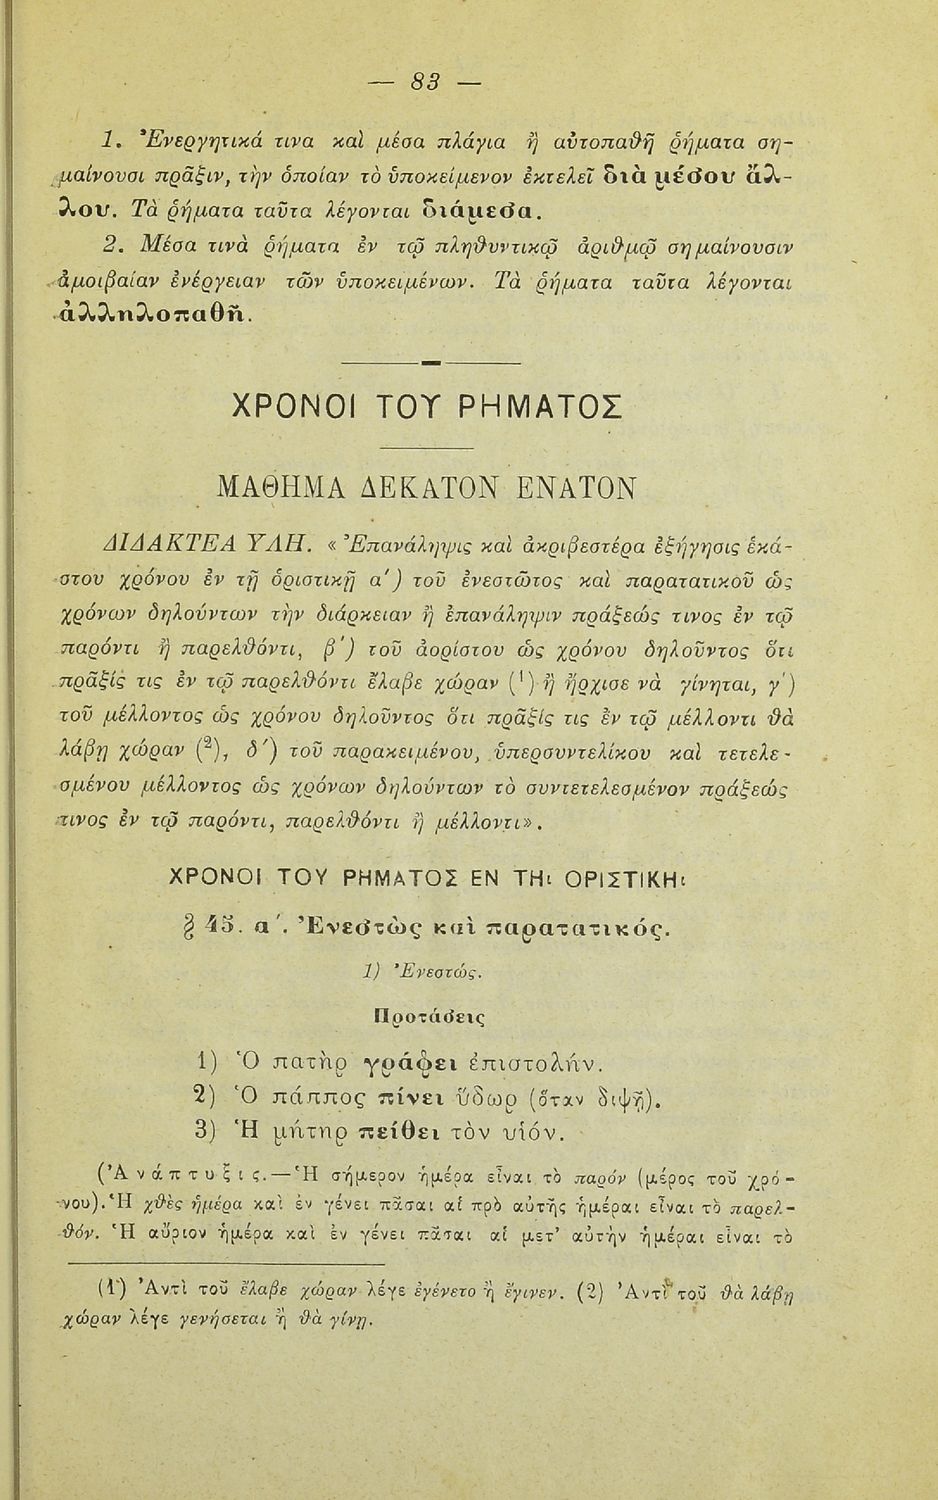 — 83 —
1. Ἐνεργητικά τινα καὶ μέσα πλάγια ἢ αὐτοπαθῆ ῥήματα ση-
μαίνουσι πρᾶξιν, τὴν ὁποίαν τὸ ὑποκείμενον ἐκτελεῖ διὰ μέσου ἄλ-
λου. Τὰ ῥήματα ταῦτα λέγονται διάμεσα.
2. Μέσα τινὰ ῥήματα ἐν τῷ πληθυντικῷ ἀριθμῷ σημαίνουσιν
ἀμοιβαίαν ἐνέργειαν τῶν ὑποκειμένων. Τὰ ῥήματα ταῦτα λέγονται
ἀλληλοπαθῆ.
ΧΡΟΝΟΙ ΤΟΥ ΡΗΜΑΤΟΣ
ΜΑΘΗΜΑ ΔΕΚΑΤΟΝ ΕΝΑΤΟΝ
ΔΙΔΑΚΤΕΑ ΥΛΗ. «Ἐπανάληψις καὶ ἀκριβεστέρα ἐξήγησις ἑκά-
στου χρόνου ἐν τῇ ὁριστικῇ α΄) τοῦ ἐνεστῶτος καὶ παρατατικοῦ ὡς
χρόνων δηλούντων τὴν διάρκειαν ἢ ἐπανάληψιν πράξεώς τινος ἐν τῷ
παρόντι ἢ παρελθόντι, β΄) τοῦ ἀορίστου ὡς χρόνου δηλοῦντος ὅτι
πρᾶξίς τις ἐν τῷ παρελθόντι ἔλαβε χώραν (¹) ἢ ἤρχισε νὰ γίνηται, γ΄)
τοῦ μέλλοντος ὡς χρόνου δηλοῦντος ὅτι πρᾶξίς τις ἐν τῷ μέλλοντι θὰ
λάβῃ χώραν (²), δ΄) τοῦ παρακειμένου, ὑπερσυντελίκου καὶ τετελε-
σμένου μέλλοντος ὡς χρόνων δηλούντων τὸ συντετελεσμένον πράξεώς
τινος ἐν τῷ παρόντι, παρελθόντι ἢ μέλλοντι».
ΧΡΟΝΟΙ ΤΟΥ ΡΗΜΑΤΟΣ ΕΝ ΤΗι ΟΡΙΣΤΙΚΗι
§ 45. α΄. Ἐνεστὼς καὶ παρατατικός.
1) Ἐνεστώς.
Προτάσεις
1) Ὁ πατὴρ γράφει ἐπιστολήν.
2) Ὁ πάππος πίνει ὕδωρ (ὅταν διψῇ).
3) Ἡ μήτηρ πείθει τὸν υἱόν.
(Ἀνάπτυξις.—Ἡ σήμερον ἡμέρα εἶναι τὸ παρόν (μέρος τοῦ χρό-
νου). Ἡ χθὲς ἡμέρα καὶ ἐν γένει πᾶσαι αἱ πρὸ αὐτῆς ἡμέραι εἶναι τὸ παρελ-
θόν. Ἡ αὔριον ἡμέρα καὶ ἐν γένει πᾶσαι αἱ μετ’ αὐτὴν ἡμέραι εἶναι τὸ
(1) Ἀντὶ τοῦ ἔλαβε χώραν λέγε ἐγένετο ἢ ἔγινεν. (2) Ἀντὶ τοῦ θὰ λάβῃ
χώραν λέγε γενήσεται ἢ θὰ γίνῃ.